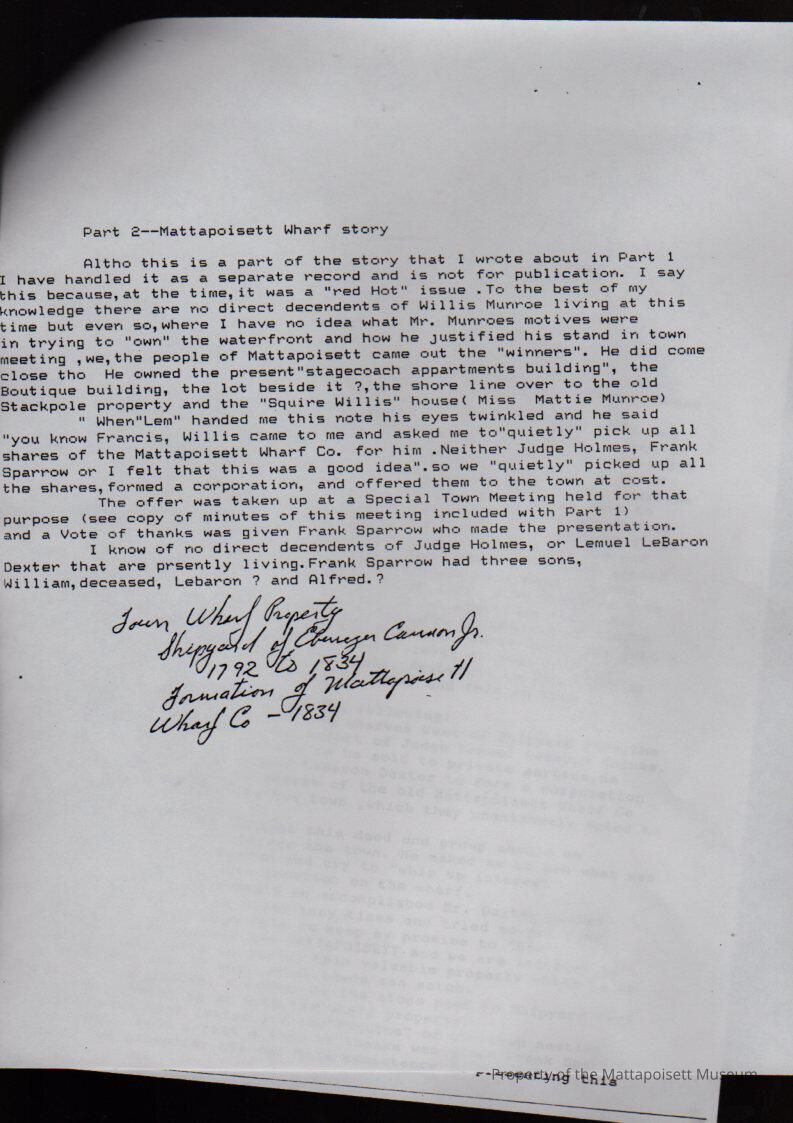 Part 2--Mattapoisett Wharf story
Altho this is a part of the story that I wrote about in Part 1
I have handled it as a separate record and is not for publication. I say
this because,at the time,it was a "red Hot" issue .To the best of my
knowledge there are no direct decendents of Willis Munroe living at this
time but even so,where I have no idea what Mr. Munroes motives were
in trying to "own" the waterfront and how he justified his stand in town
meeting ,we,the people of Mattapoisett came out the "winners". He did come
close tho  He owned the present"stagecoach appartments building", the
Boutique building, the lot beside it ?,the shore line over to the old
Stackpole property and the "Squire Willis" house( Miss  Mattie Munroe)
" When"Lem" handed me this note his eyes twinkled and he said
"you know Francis, Willis came to me and asked me to"quietly" pick up all
shares of the Mattapoisett Wharf Co. for him .Neither Judge Holmes, Frank
Sparrow or I felt that this was a good idea".so we "quietly" picked up all
the shares,formed a corporation, and offered them to the town at cost.
The offer was taken up at a Special Town Meeting held for that
purpose (see copy of minutes of this meeting included with Part 1)
and a Vote of thanks was given Frank Sparrow who made the presentation.
I know of no direct decendents of Judge Holmes, or Lemuel LeBaron
Dexter that are prsently living.Frank Sparrow had three sons,
William,deceased, Lebaron ? and Alfred.?
Town Wharf Property
Shipyard of Ebenezer Cannon Jr.
1792 to 1834
Formation of Mattapoisett
Wharf Co - 1834
Property of the Mattapoisett Museum
this